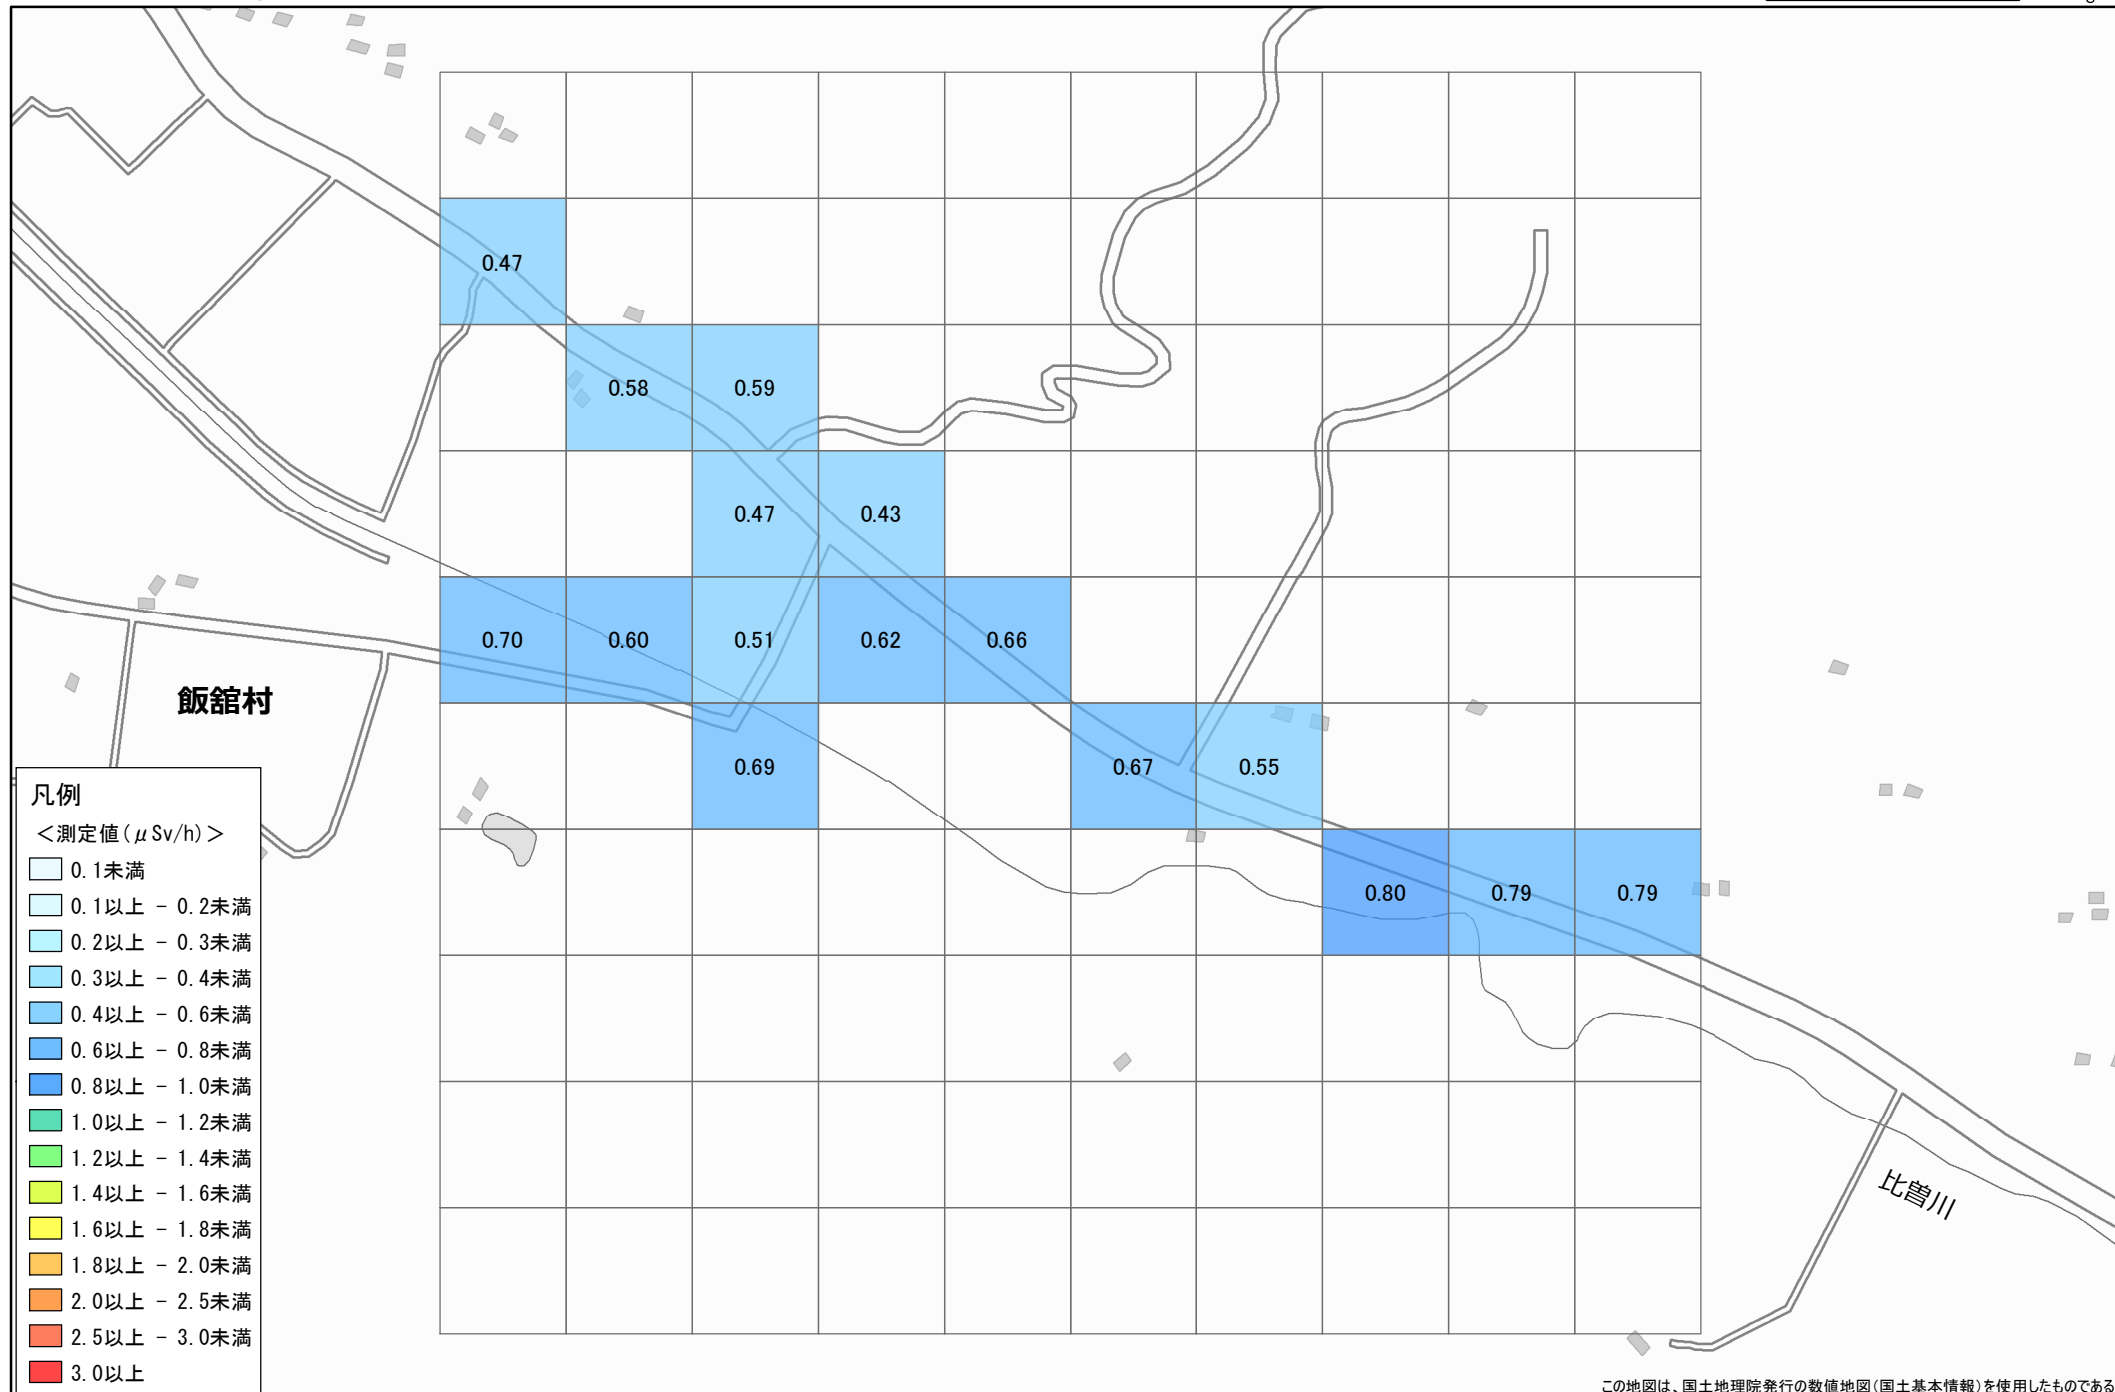 0.47
0.58 0.59
0.47 0.43
0.70 0.60 0.51 0.62 0.66
飯舘村
0.69 0.67 0.55
0.80 0.79 0.79
凡例
＜測定値(μSv/h)＞
0.1未満
0.1以上 - 0.2未満
0.2以上 - 0.3未満
0.3以上 - 0.4未満
0.4以上 - 0.6未満
0.6以上 - 0.8未満
0.8以上 - 1.0未満
1.0以上 - 1.2未満
1.2以上 - 1.4未満
1.4以上 - 1.6未満
1.6以上 - 1.8未満
1.8以上 - 2.0未満
2.0以上 - 2.5未満
2.5以上 - 3.0未満
3.0以上
比曽川
この地図は、国土地理院発行の数値地図(国土基本情報)を使用したものである